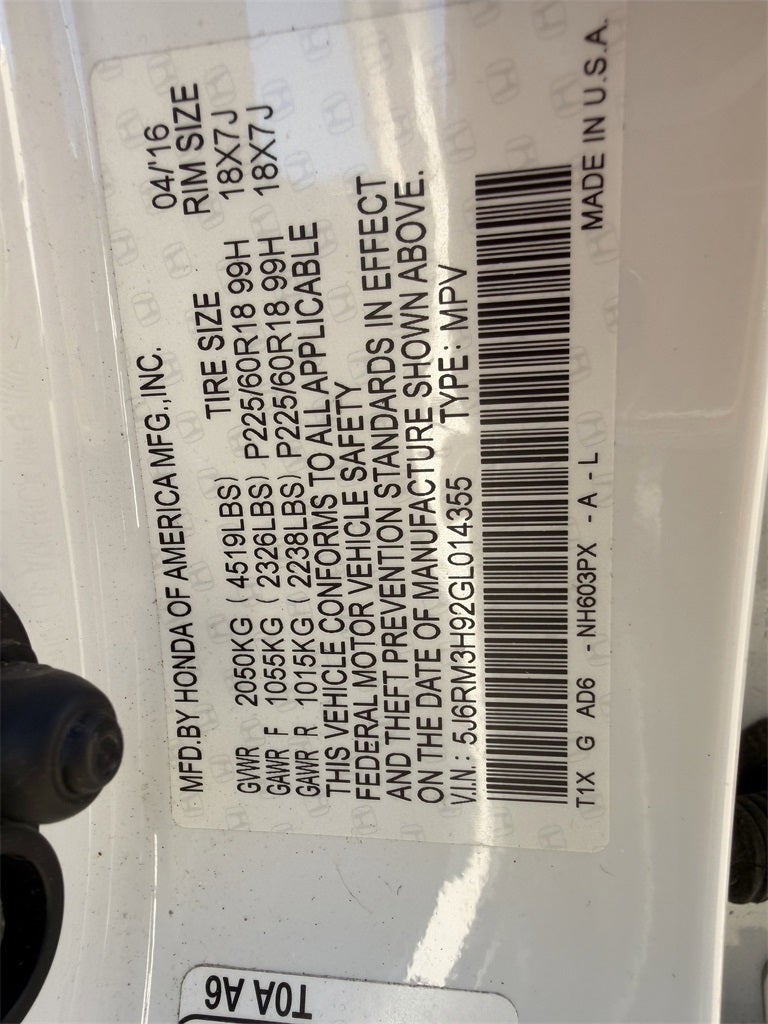 MFD.BY HONDA OF AMERICA MFG.,INC. 04/'16
TIRE SIZE RIM SIZE
GVWR 2050KG ( 4519LBS)
GAWR F 1055KG ( 2326LBS) P225/60R18 99H 18X7J
GAWR R 1015KG ( 2238LBS) P225/60R18 99H 18X7J
THIS VEHICLE CONFORMS TO ALL APPLICABLE
FEDERAL MOTOR VEHICLE SAFETY
AND THEFT PREVENTION STANDARDS IN EFFECT
ON THE DATE OF MANUFACTURE SHOWN ABOVE.
V.I.N.: 5J6RM3H92GL014355 TYPE: MPV
T1X G AD6 -NH603PX -A-L MADE IN U.S.A.
T0A A6